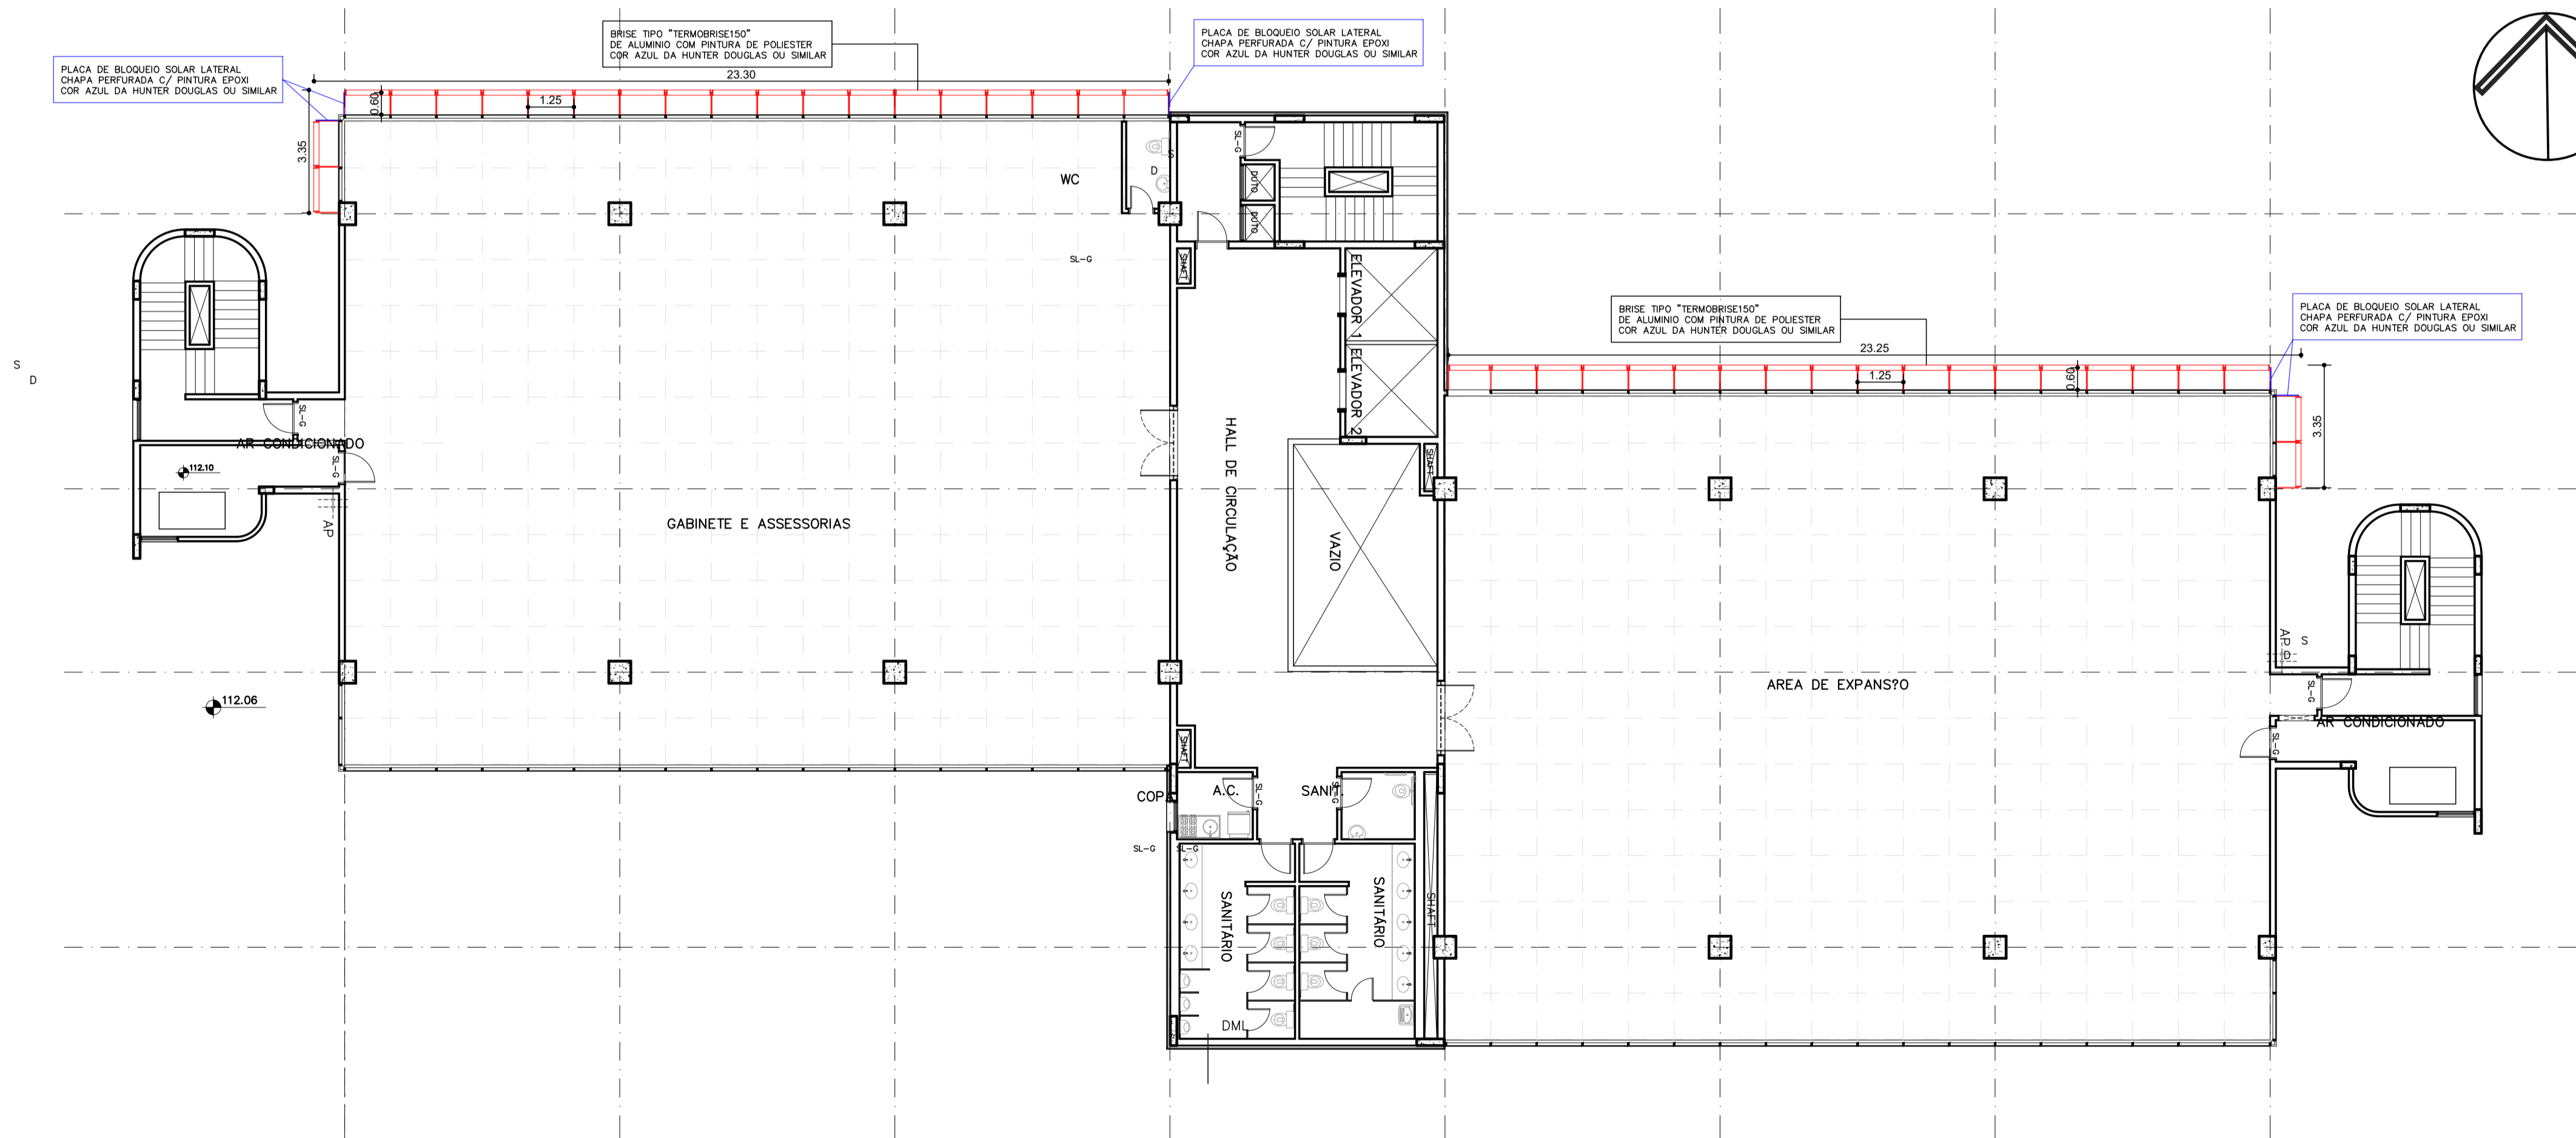 BRISE TIPO "TERMOBRISE150"
DE ALUMINIO COM PINTURA DE POLIESTER
COR AZUL DA HUNTER DOUGLAS OU SIMILAR
PLACA DE BLOQUEIO SOLAR LATERAL
CHAPA PERFURADA C/ PINTURA EPOXI
COR AZUL DA HUNTER DOUGLAS OU SIMILAR
PLACA DE BLOQUEIO SOLAR LATERAL
CHAPA PERFURADA C/ PINTURA EPOXI
COR AZUL DA HUNTER DOUGLAS OU SIMILAR
23.30
0.60
1.25
3.35
SL-G
S
D
WC
DUTO
DUTO
SL-G
SHAFT
ELEVADOR 1
ELEVADOR 2
BRISE TIPO "TERMOBRISE150"
DE ALUMINIO COM PINTURA DE POLIESTER
COR AZUL DA HUNTER DOUGLAS OU SIMILAR
PLACA DE BLOQUEIO SOLAR LATERAL
CHAPA PERFURADA C/ PINTURA EPOXI
COR AZUL DA HUNTER DOUGLAS OU SIMILAR
23.25
1.25
0.60
3.35
S
D
SL-G
AR CONDICIONADO
SL-G
112.10
AP
GABINETE E ASSESSORIAS
HALL DE CIRCULAÇÃO
SHAFT
VAZIO
112.06
AREA DE EXPANS?O
AP
S
D
SL-G
AR CONDICIONADO
SL-G
SHAFT
COPA
A.C.
SL-G
SANIT.
SL-G
SL-G
SL-G
SANITÁRIO
SANITÁRIO
SHAFT
DML